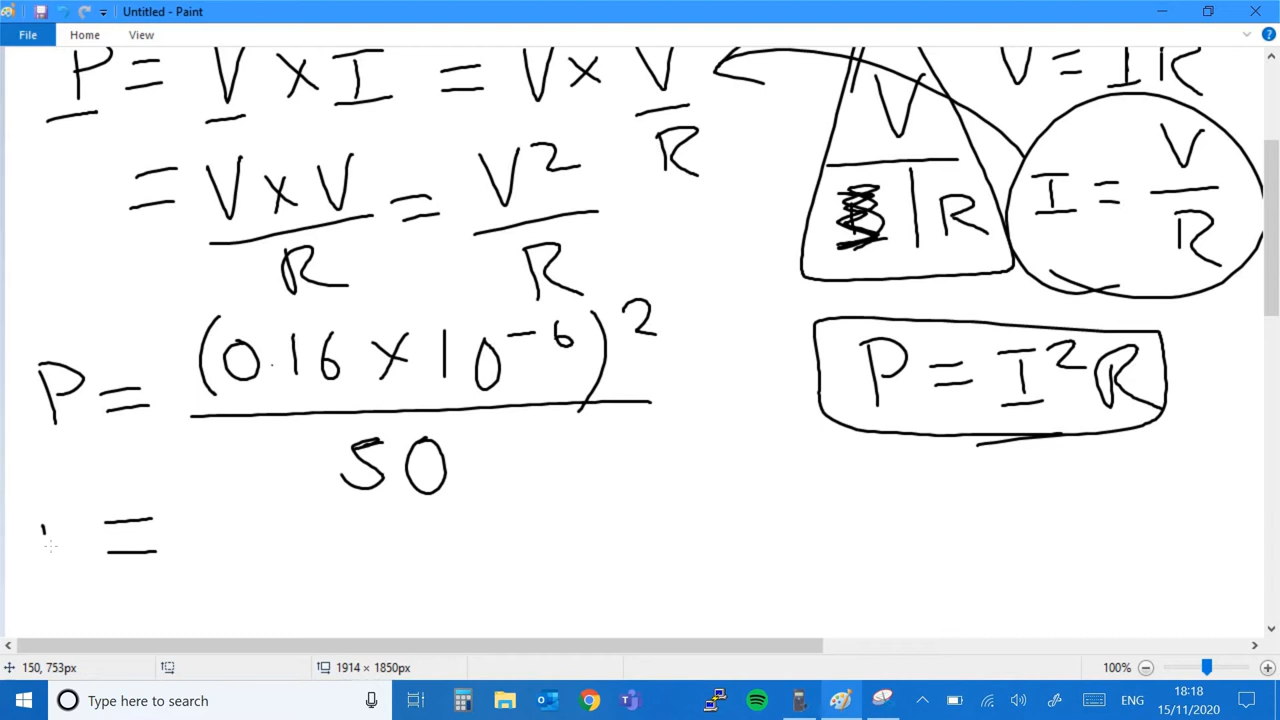 Untitled - Paint
File Home View
P = V × I = V × V/R
V = IR
= V × V / R = V² / R
V
R
I = V / R
P = (0.16 × 10⁻⁶)² / 50
P = I²R
=
150, 753px
1914 × 1850px
100%
Type here to search
ENG
18:18
15/11/2020